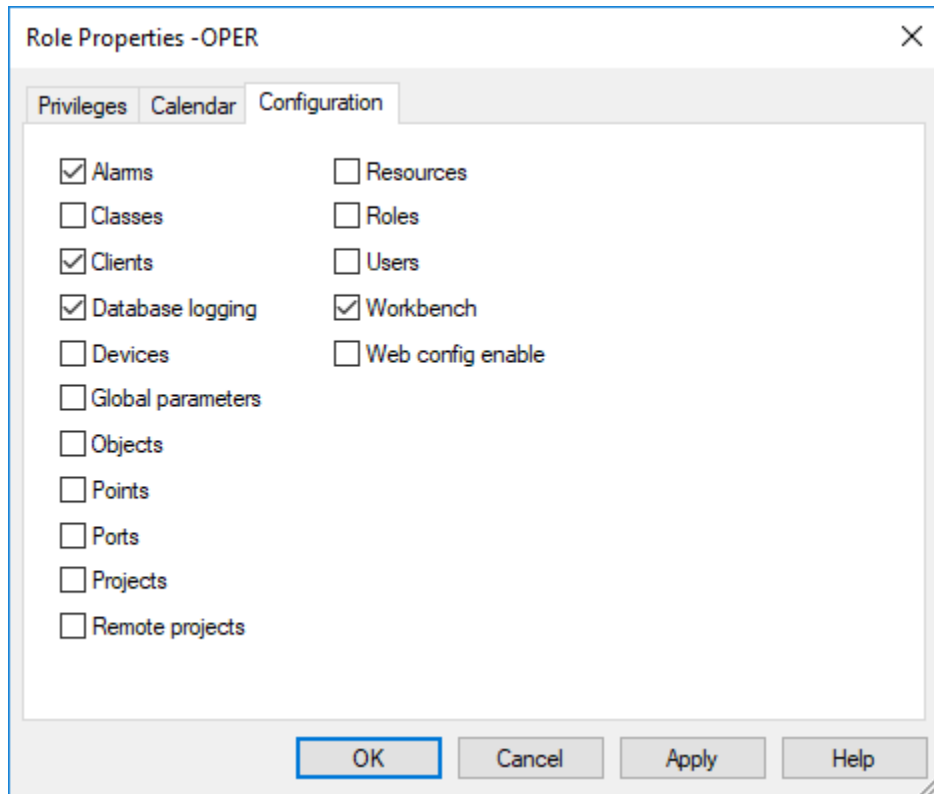 Role Properties -OPER
Privileges Calendar Configuration
Alarms
Classes
Clients
Database logging
Devices
Global parameters
Objects
Points
Ports
Projects
Remote projects
Resources
Roles
Users
Workbench
Web config enable
OK Cancel Apply Help